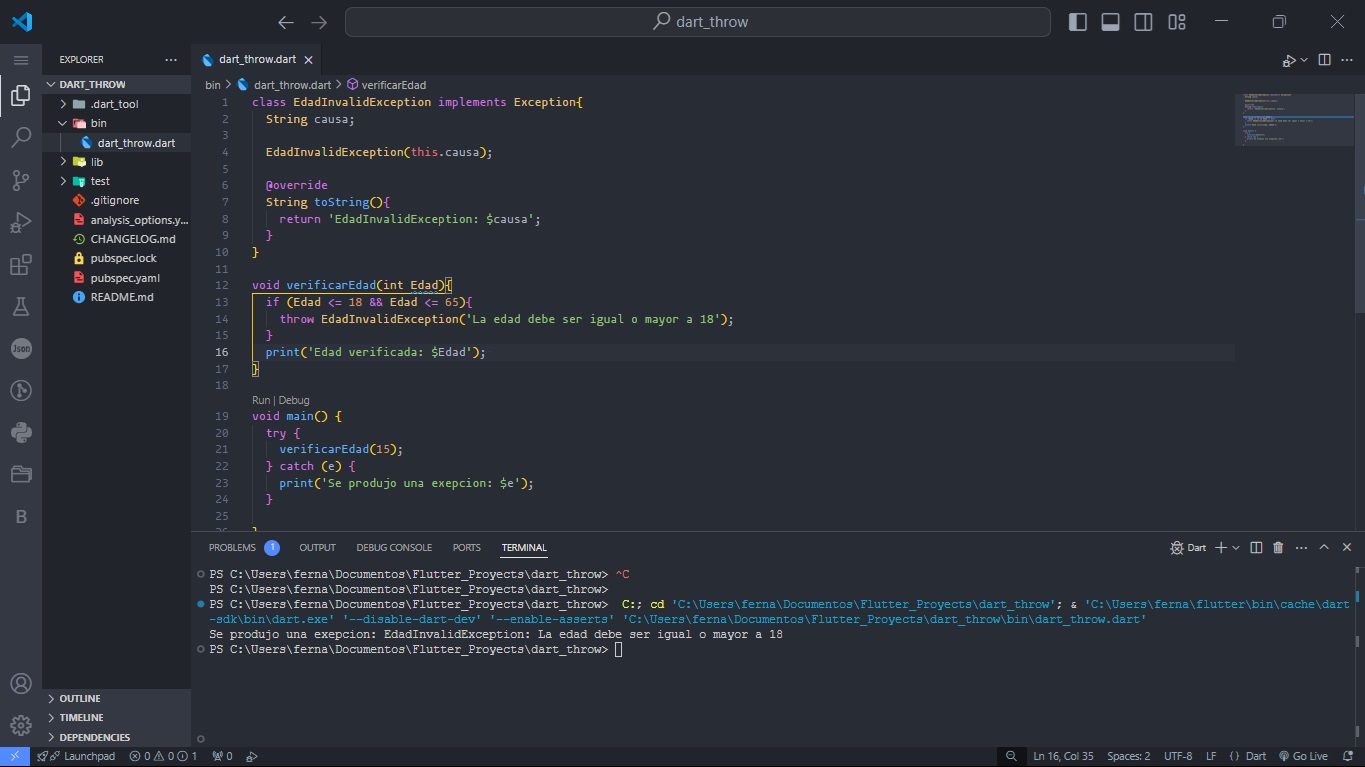 dart_throw
EXPLORER
DART_THROW
.dart_tool
bin
dart_throw.dart
lib
test
.gitignore
analysis_options.y...
CHANGELOG.md
pubspec.lock
pubspec.yaml
README.md
OUTLINE
TIMELINE
DEPENDENCIES
Json
B
dart_throw.dart
bin > dart_throw.dart > verificarEdad
1 class EdadInvalidException implements Exception{
2 String causa;
3
4 EdadInvalidException(this.causa);
5
6 @override
7 String toString(){
8 return 'EdadInvalidException: $causa';
9 }
10 }
11
12 void verificarEdad(int Edad){
13 if (Edad <= 18 && Edad <= 65){
14 throw EdadInvalidException('La edad debe ser igual o mayor a 18');
15 }
16 print('Edad verificada: $Edad');
17 }
18
Run | Debug
19 void main() {
20 try {
21 verificarEdad(15);
22 } catch (e) {
23 print('Se produjo una exepcion: $e');
24 }
25
26 }
PROBLEMS 1 OUTPUT DEBUG CONSOLE PORTS TERMINAL
Dart
PS C:\Users\ferna\Documentos\Flutter_Proyects\dart_throw> ^C
PS C:\Users\ferna\Documentos\Flutter_Proyects\dart_throw>
PS C:\Users\ferna\Documentos\Flutter_Proyects\dart_throw> C:; cd 'C:\Users\ferna\Documentos\Flutter_Proyects\dart_throw'; & 'C:\Users\ferna\flutter\bin\cache\dart
-sdk\bin\dart.exe' '--disable-dart-dev' '--enable-asserts' 'C:\Users\ferna\Documentos\Flutter_Proyects\dart_throw\bin\dart_throw.dart'
Se produjo una exepcion: EdadInvalidException: La edad debe ser igual o mayor a 18
PS C:\Users\ferna\Documentos\Flutter_Proyects\dart_throw>
Launchpad 0 0 1 0 Ln 16, Col 35 Spaces: 2 UTF-8 LF {} Dart Go Live